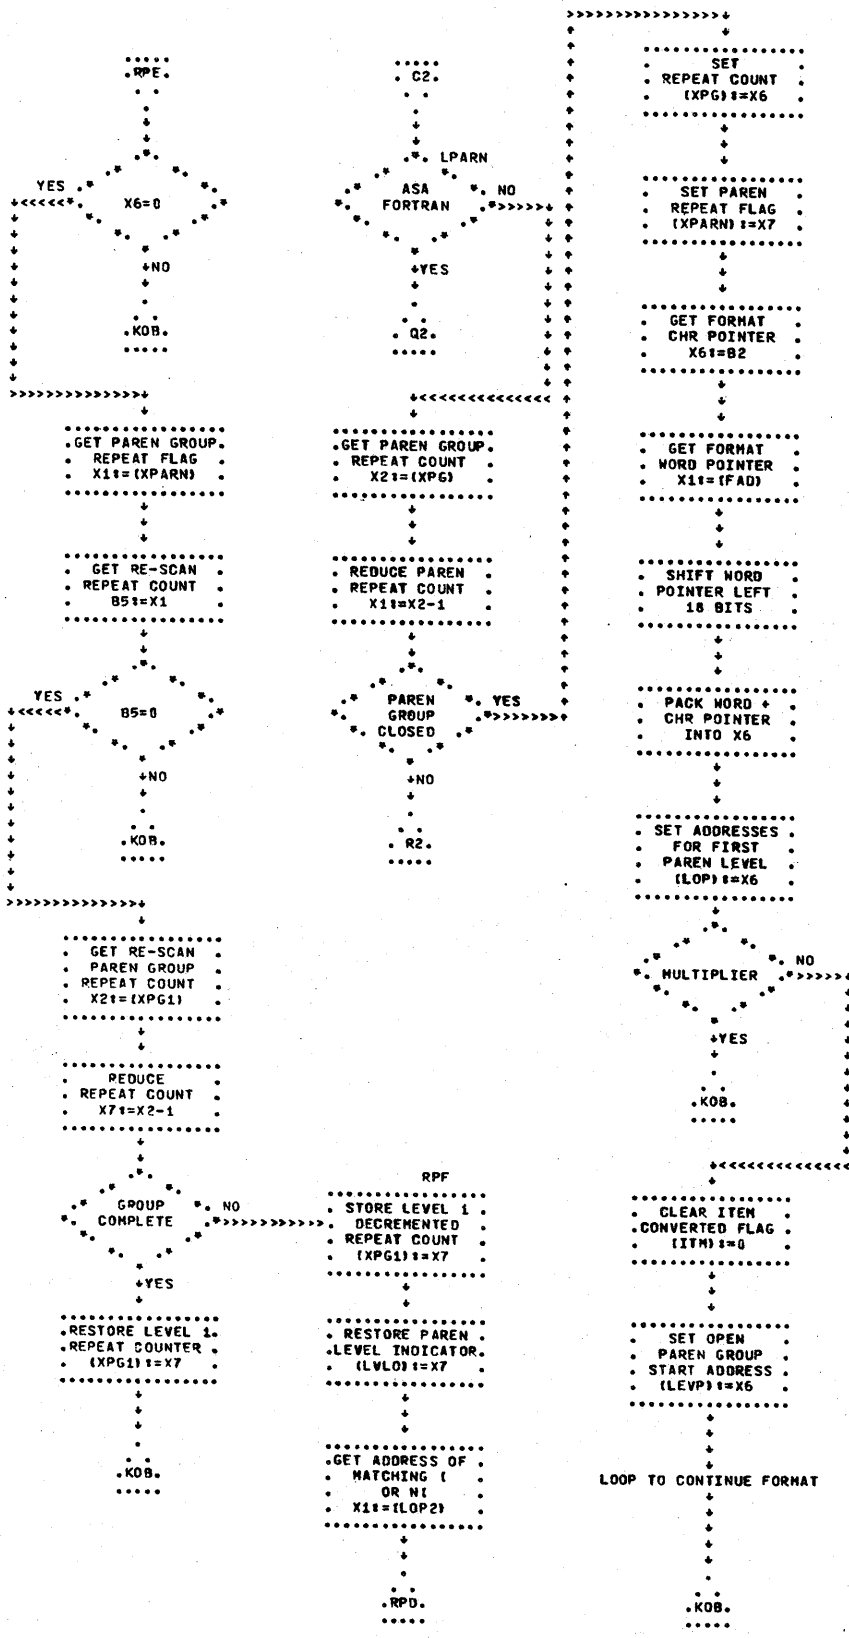 RPE.
X6=0
YES
NO
KOB.
GET PAREN GROUP
REPEAT FLAG
X1:=(XPARN)
GET RE-SCAN
REPEAT COUNT
B5:=X1
YES
B5=0
NO
KOB.
GET RE-SCAN
PAREN GROUP
REPEAT COUNT
X2:=(XPG1)
REDUCE
REPEAT COUNT
X7:=X2-1
GROUP
COMPLETE
NO
YES
RESTORE LEVEL 1
REPEAT COUNTER
(XPG1):=X7
KOB.
C2.
LPARN
ASA
FORTRAN
NO
YES
Q2.
GET PAREN GROUP
REPEAT COUNT
X2:=(XPG)
REDUCE PAREN
REPEAT COUNT
X1:=X2-1
PAREN
GROUP
CLOSED
YES
NO
R2.
RPF
STORE LEVEL 1
DECREMENTED
REPEAT COUNT
(XPG1):=X7
RESTORE PAREN
LEVEL INDICATOR
(LVLO):=X7
GET ADDRESS OF
MATCHING (
OR N(
X1:=(LOP2)
RPD.
SET
REPEAT COUNT
(XPG):=X6
SET PAREN
REPEAT FLAG
(XPARN):=X7
GET FORMAT
CHR POINTER
X6:=B2
GET FORMAT
WORD POINTER
X1:=(FAD)
SHIFT WORD
POINTER LEFT
18 BITS
PACK WORD +
CHR POINTER
INTO X6
SET ADDRESSES
FOR FIRST
PAREN LEVEL
(LOP):=X6
MULTIPLIER
NO
YES
KOB.
CLEAR ITEM
CONVERTED FLAG
(ITM):=0
SET OPEN
PAREN GROUP
START ADDRESS
(LEVP):=X6
LOOP TO CONTINUE FORMAT
KOB.